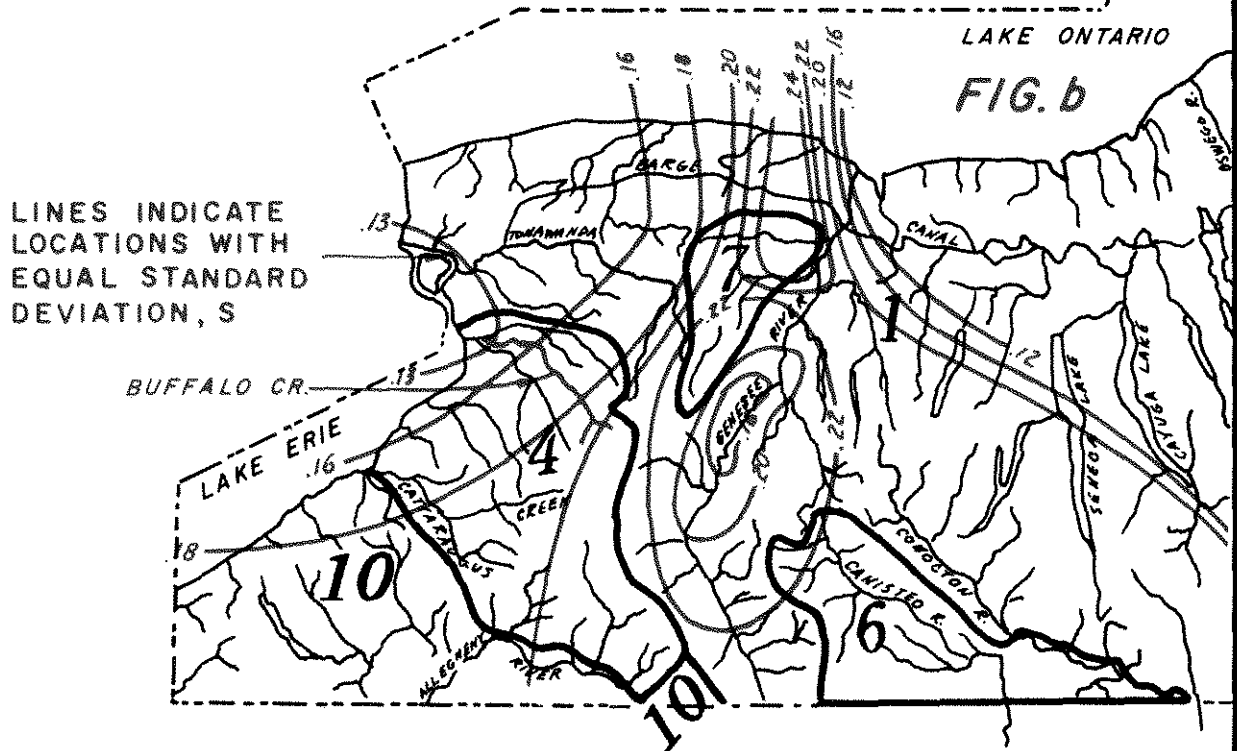 LAKE ONTARIO
FIG. b
.16
.18
.20
.22
.24
.22
.20
.16
.12
OSWEGO R.
BARGE
CANAL
LINES INDICATE
LOCATIONS WITH
EQUAL STANDARD
DEVIATION, S
.13
TONAWANDA
7
.22
RIVER
1
.12
BUFFALO CR.
.13
GENESEE
.18
.20
.22
LAKE ERIE
.16
4
SENECA LAKE
CAYUGA LAKE
CATTARAUGUS
CREEK
.18
10
COHOCTON R.
CANISTEO R.
6
ALLEGHENY
RIVER
10